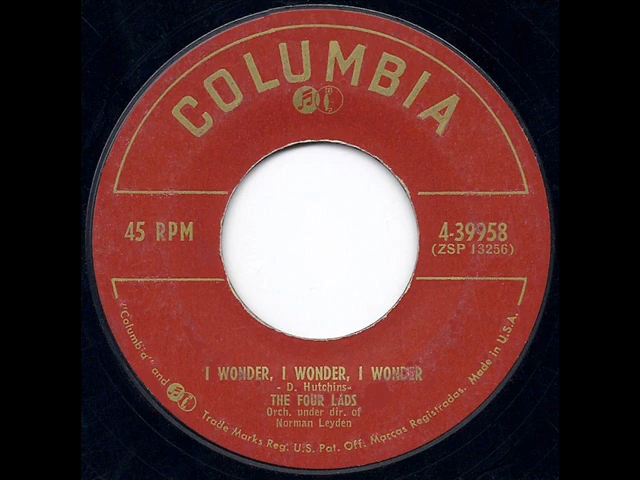 COLUMBIA
45 RPM
4-39958
(ZSP 13256)
I WONDER, I WONDER, I WONDER
- D. Hutchins-
THE FOUR LADS
Orch. under dir. of
Norman Leyden
"Columbia" and Trade Marks Reg. U.S. Pat. Off. Marcas Registradas. Made in U.S.A.